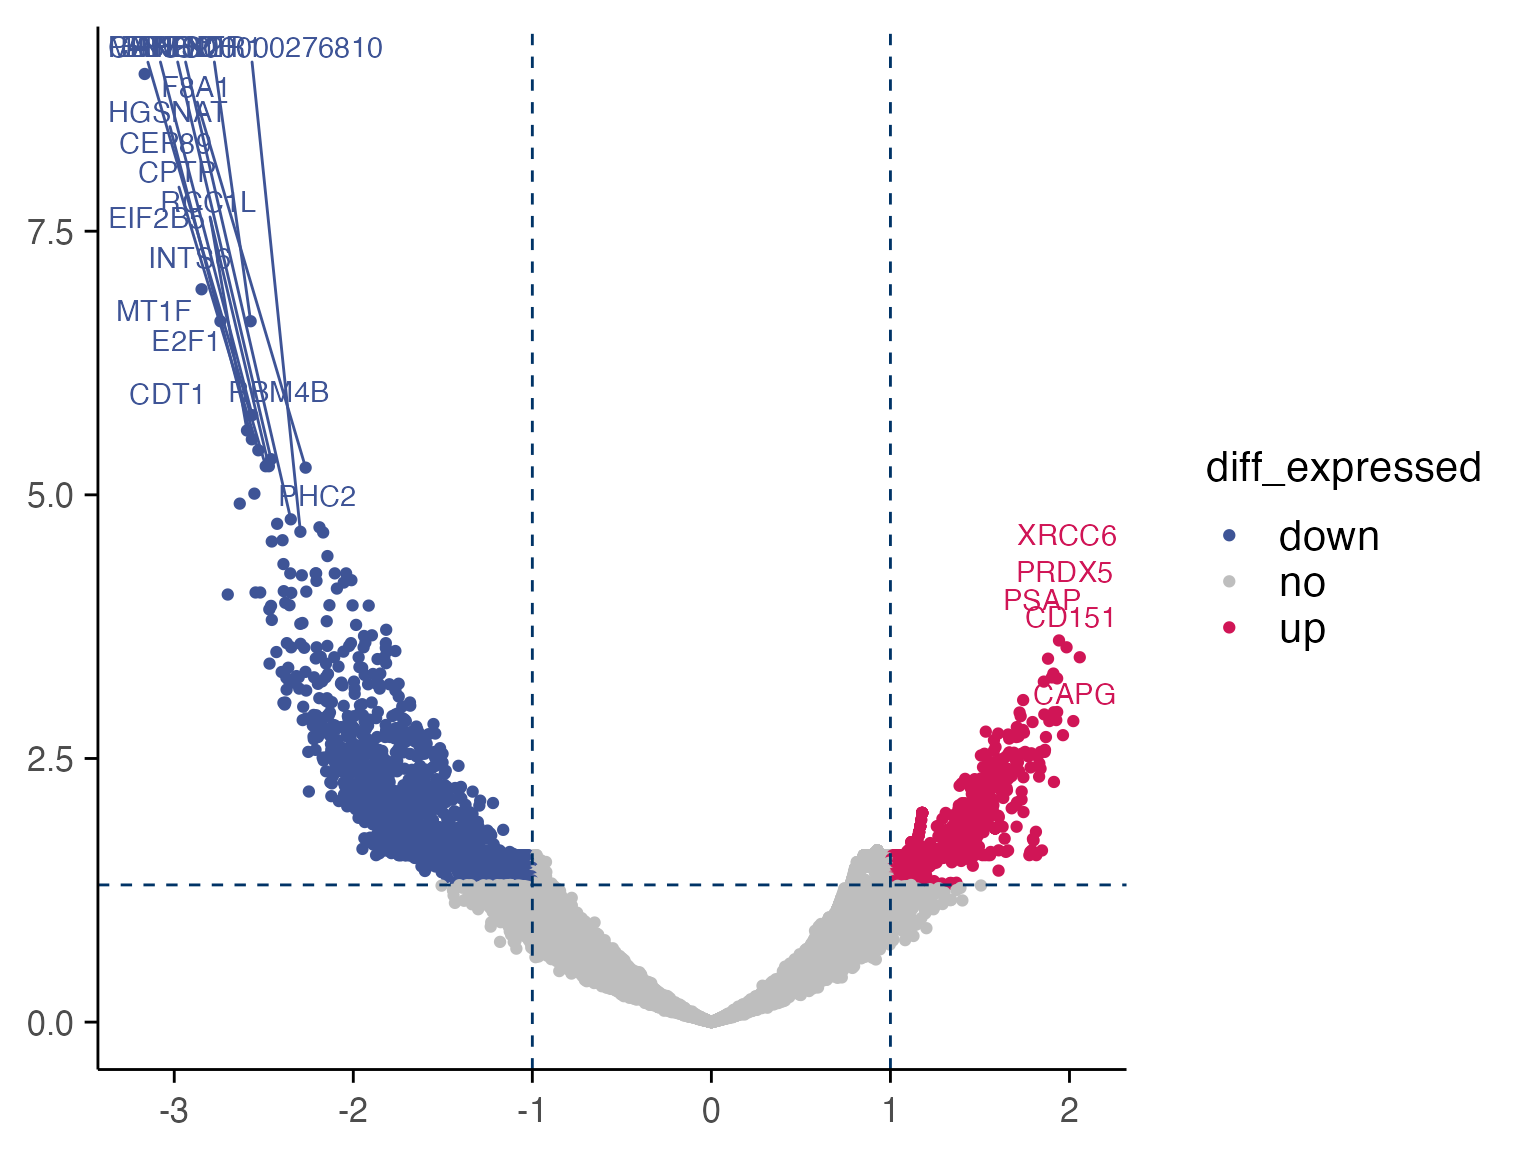 000276810
F8A1
HGSNAT
CEP89
CPTP
RCC1L
EIF2B5
INTS6
MT1F
E2F1
CDT1
RBM4B
PHC2
XRCC6
PRDX5
PSAP
CD151
CAPG
7.5
5.0
2.5
0.0
-3
-2
-1
0
1
2
diff_expressed
down
no
up